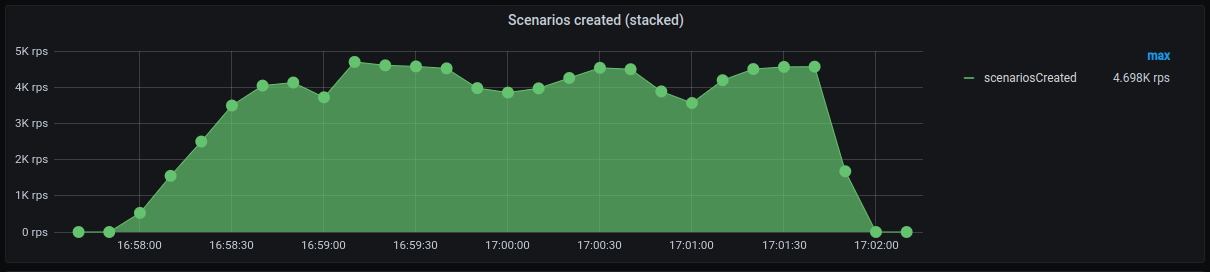 Scenarios created (stacked)
5K rps
4K rps
3K rps
2K rps
1K rps
0 rps
16:58:00 16:58:30 16:59:00 16:59:30 17:00:00 17:00:30 17:01:00 17:01:30 17:02:00
max
scenariosCreated 4.698K rps